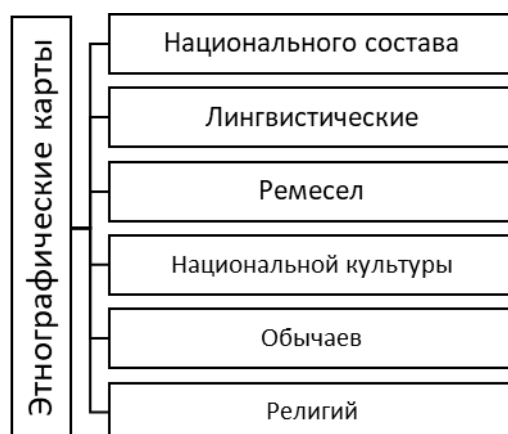 Этнографические карты
Национального состава
Лингвистические
Ремесел
Национальной культуры
Обычаев
Религий